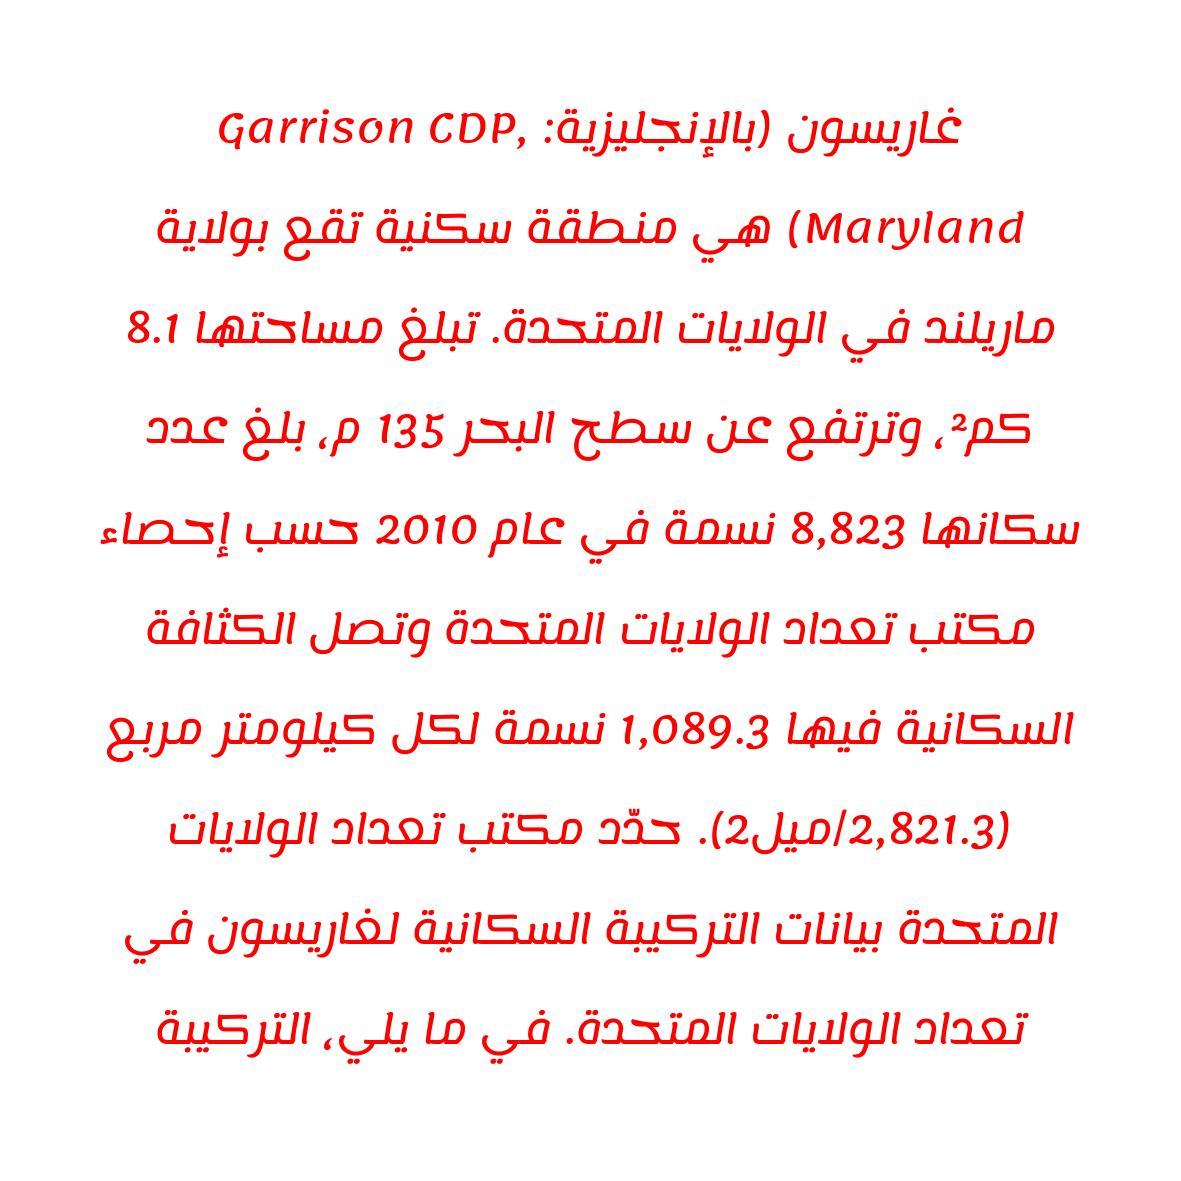 غاريسون (بالإنجليزية: Garrison CDP,
Maryland) هي منطقة سكنية تقع بولاية
ماريلند في الولايات المتحدة. تبلغ مساحتها 8.1
كم²، وترتفع عن سطح البحر 135 م، بلغ عدد
سكانها 8,823 نسمة في عام 2010 حسب إحصاء
مكتب تعداد الولايات المتحدة وتصل الكثافة
السكانية فيها 1,089.3 نسمة لكل كيلومتر مربع
(2,821.3/ميل2). حدّد مكتب تعداد الولايات
المتحدة بيانات التركيبة السكانية لغاريسون في
تعداد الولايات المتحدة. في ما يلي، التركيبة